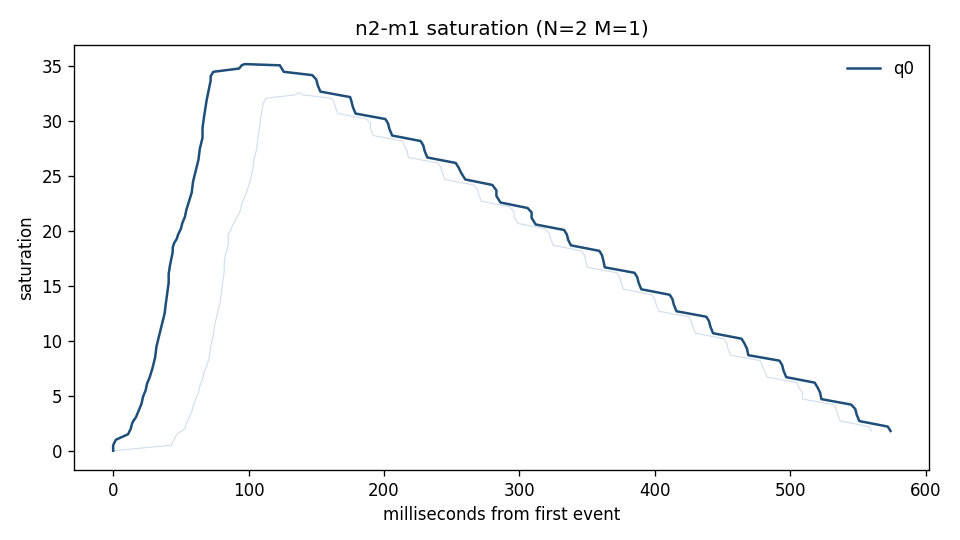 n2-m1 saturation (N=2 M=1)
q0
saturation
35
30
25
20
15
10
5
0
0 100 200 300 400 500 600
milliseconds from first event